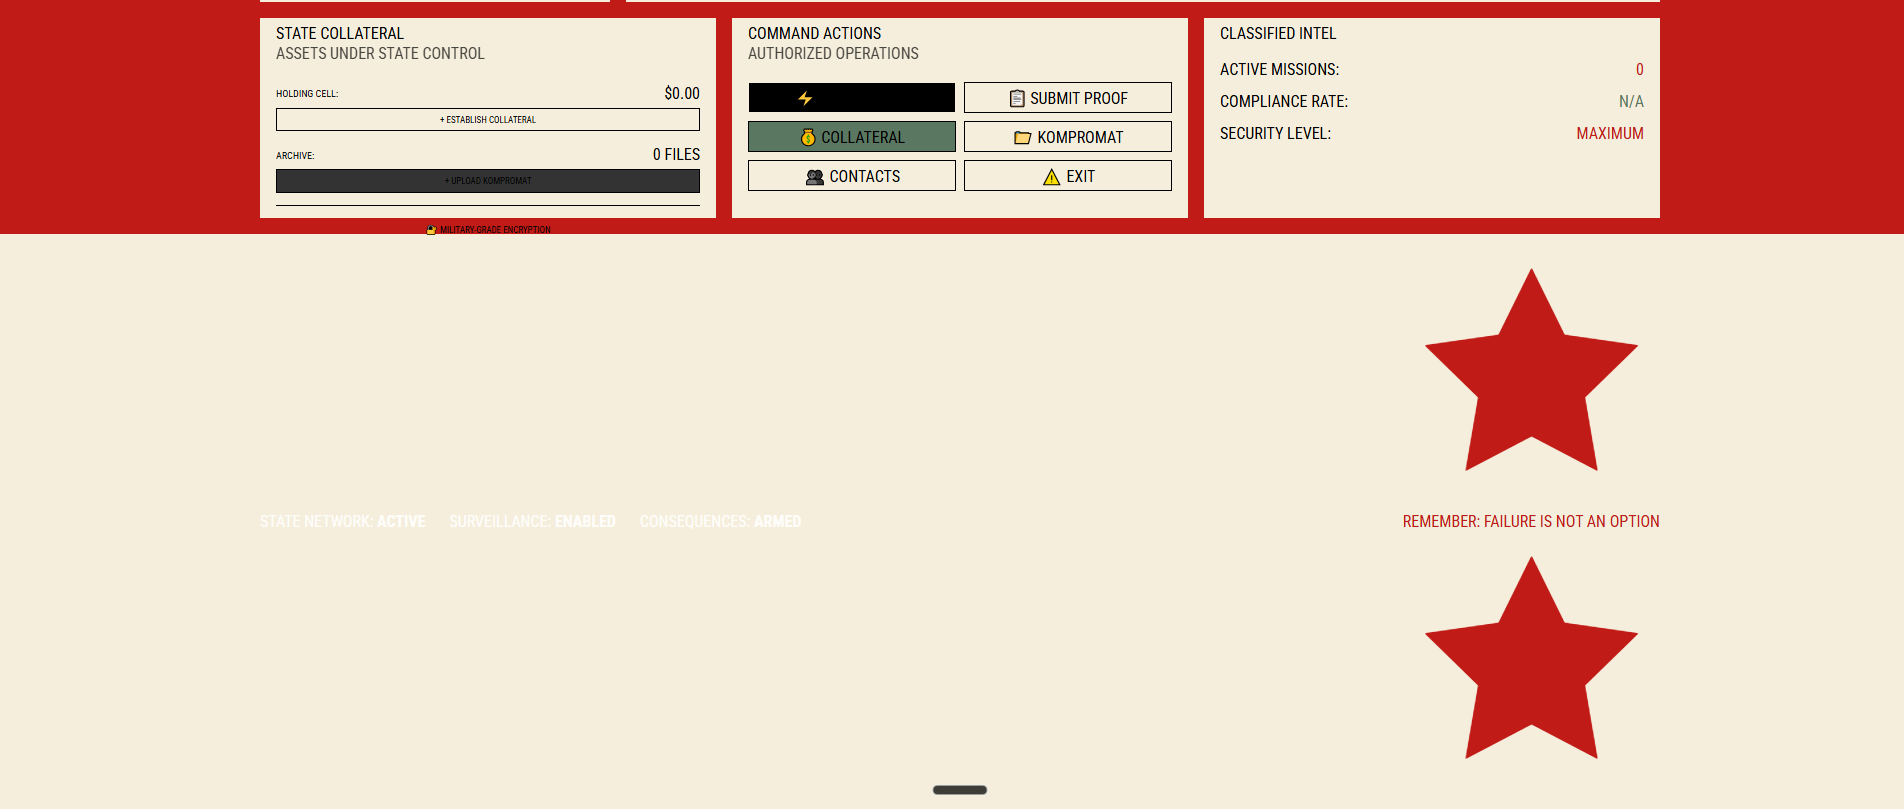 STATE COLLATERAL
ASSETS UNDER STATE CONTROL
HOLDING CELL:
$0.00
+ ESTABLISH COLLATERAL
ARCHIVE:
0 FILES
+ UPLOAD KOMPROMAT
MILITARY-GRADE ENCRYPTION
COMMAND ACTIONS
AUTHORIZED OPERATIONS
SUBMIT PROOF
COLLATERAL
KOMPROMAT
CONTACTS
EXIT
CLASSIFIED INTEL
ACTIVE MISSIONS:
0
COMPLIANCE RATE:
N/A
SECURITY LEVEL:
MAXIMUM
STATE NETWORK: ACTIVE
SURVEILLANCE: ENABLED
CONSEQUENCES: ARMED
REMEMBER: FAILURE IS NOT AN OPTION